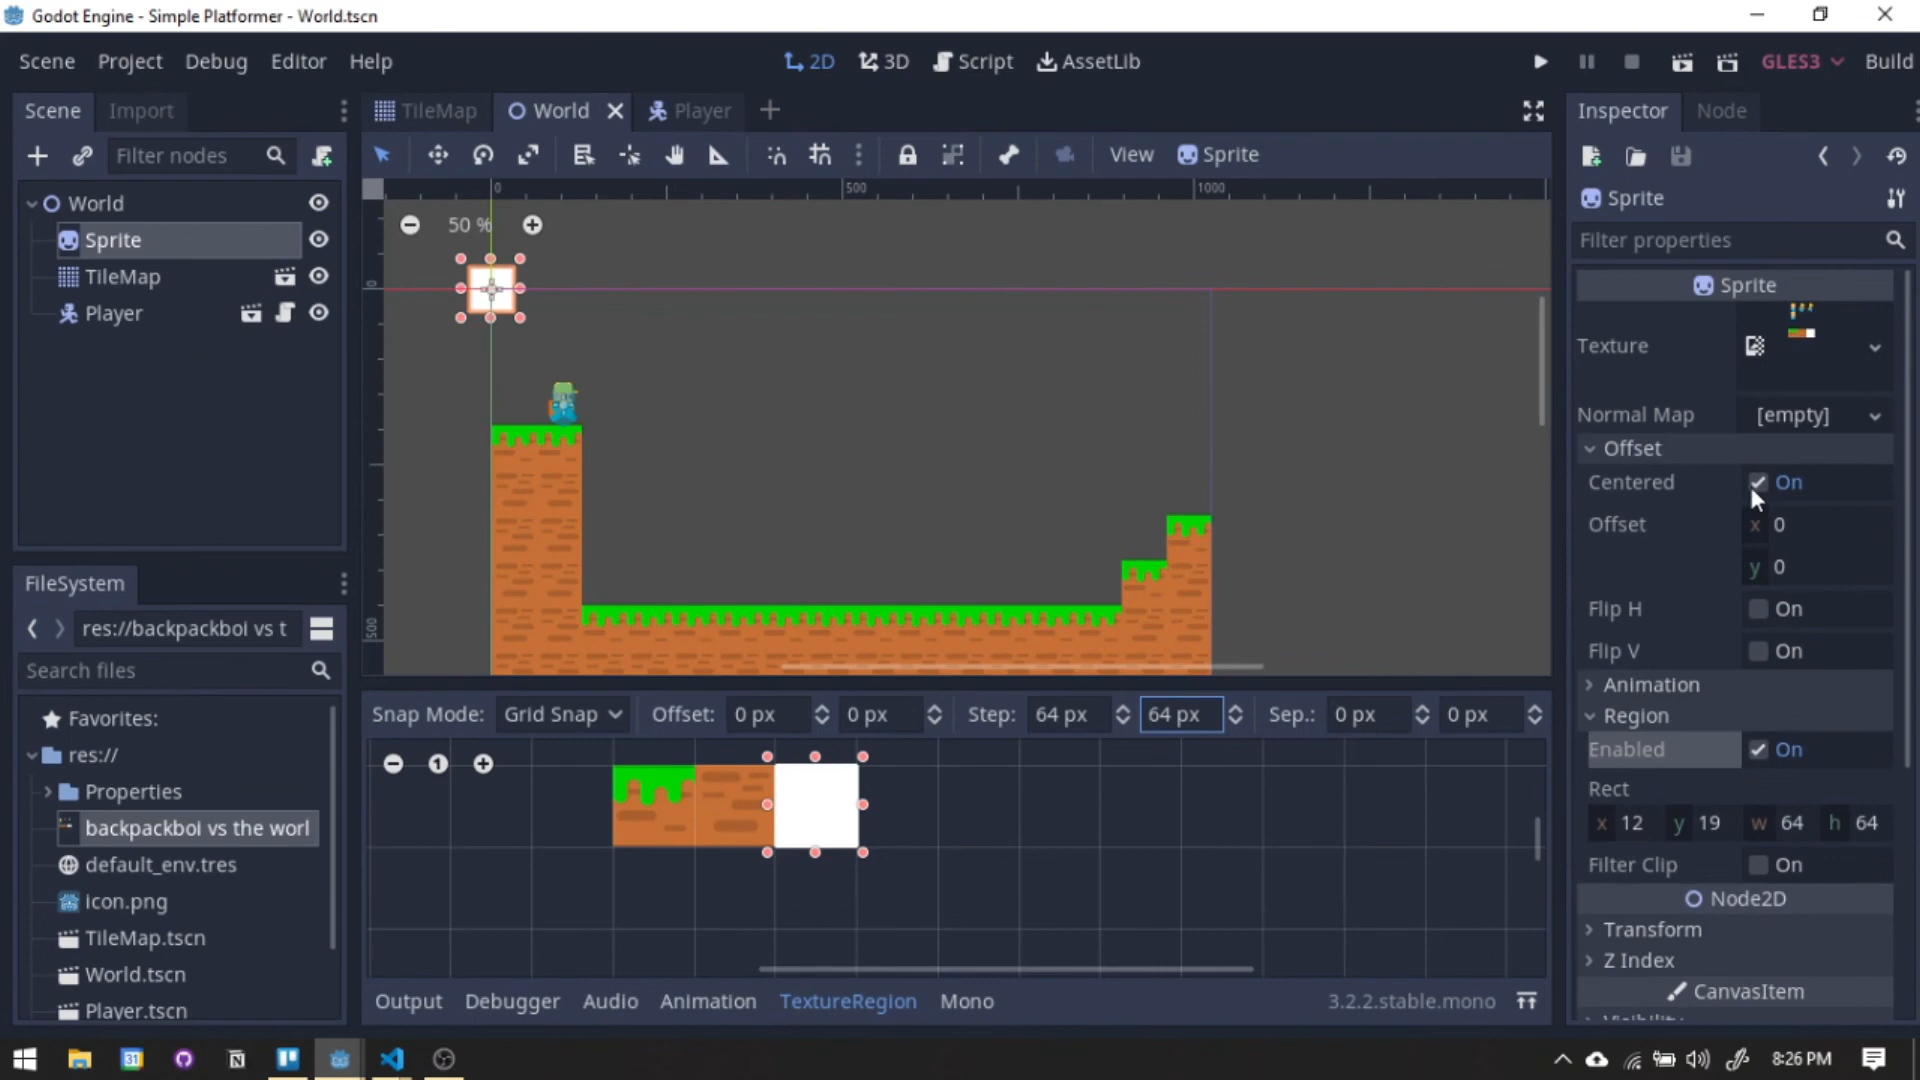 Godot Engine - Simple Platformer - World.tscn
Scene Project Debug Editor Help
2D 3D Script AssetLib
GLES3 Build
Scene Import
TileMap World Player
Inspector Node
Filter nodes
View Sprite
Sprite
Filter properties
World
Sprite
TileMap
Player
0 500 1000
50 %
0
500
Sprite
Texture
Normal Map [empty]
Offset
Centered On
Offset x 0
y 0
Flip H On
Flip V On
Animation
Region
Enabled On
Rect
x 12 y 19 w 64 h 64
Filter Clip On
Node2D
Transform
Z Index
CanvasItem
FileSystem
res://backpackboi vs t
Search files
Favorites:
res://
Properties
backpackboi vs the worl
default_env.tres
icon.png
TileMap.tscn
World.tscn
Player.tscn
Snap Mode: Grid Snap Offset: 0 px 0 px Step: 64 px 64 px Sep.: 0 px 0 px
1
Output Debugger Audio Animation TextureRegion Mono 3.2.2.stable.mono
31
8:26 PM